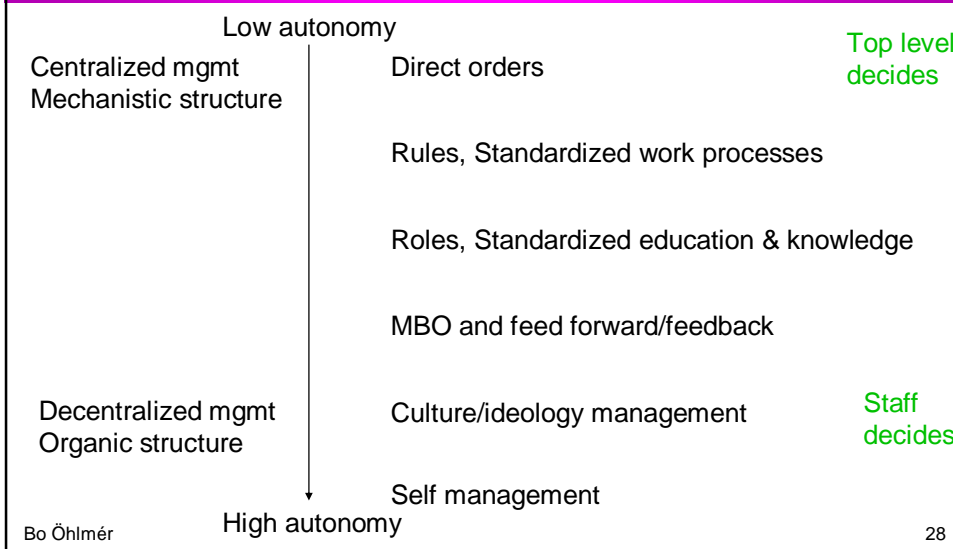 Low autonomy
Centralized mgmt
Mechanistic structure
Direct orders
Top level
decides
Rules, Standardized work processes
Roles, Standardized education & knowledge
MBO and feed forward/feedback
Decentralized mgmt
Organic structure
Culture/ideology management
Staff
decides
Self management
High autonomy
Bo Öhlmér
28